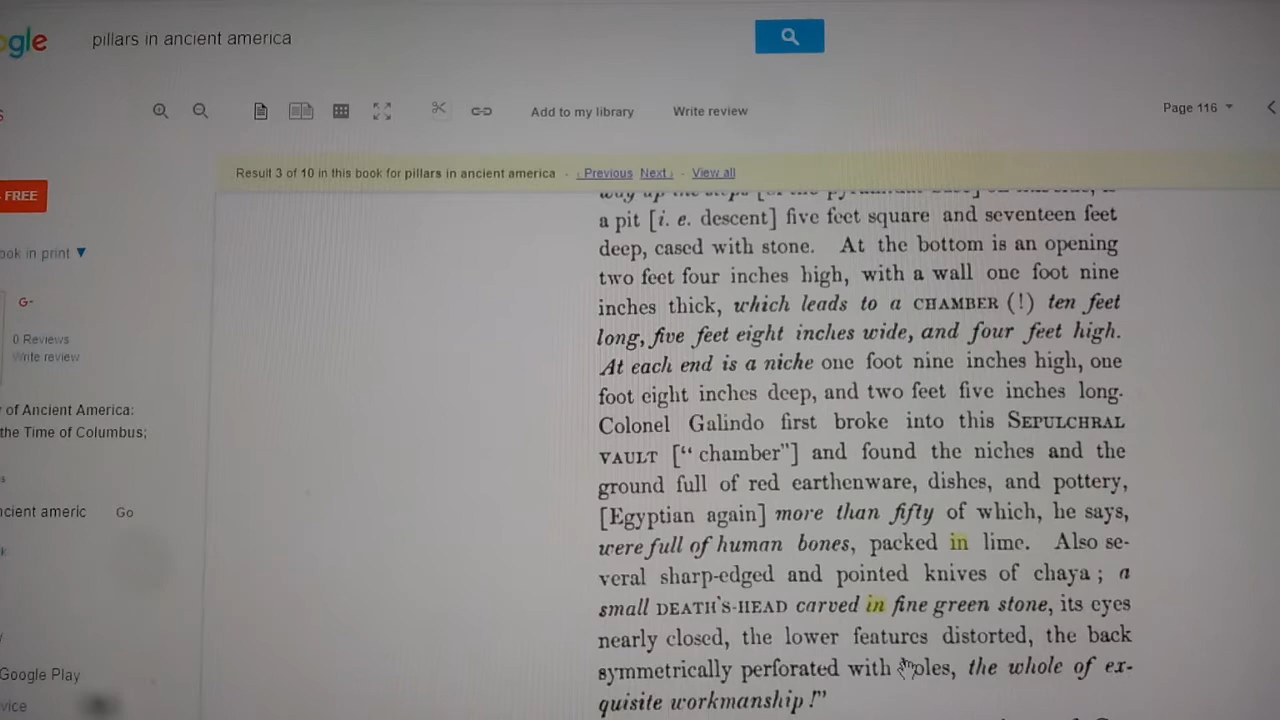 gle pillars in ancient america
Add to my library Write review Page 116
Result 3 of 10 in this book for pillars in ancient america - ‹ Previous Next › - View all
FREE
a pit [i. e. descent] five feet square and seventeen feet
deep, cased with stone. At the bottom is an opening
ook in print ▼
two feet four inches high, with a wall one foot nine
G-
inches thick, which leads to a CHAMBER (!) ten feet
0 Reviews
long, five feet eight inches wide, and four feet high.
Write review
At each end is a niche one foot nine inches high, one
foot eight inches deep, and two feet five inches long.
of Ancient America:
Colonel Galindo first broke into this SEPULCHRAL
the Time of Columbus;
VAULT [“chamber”] and found the niches and the
ground full of red earthenware, dishes, and pottery,
ncient americ Go
[Egyptian again] more than fifty of which, he says,
were full of human bones, packed in lime. Also se-
veral sharp-edged and pointed knives of chaya; a
small DEATH'S-HEAD carved in fine green stone, its eyes
nearly closed, the lower features distorted, the back
symmetrically perforated with holes, the whole of ex-
Google Play
quisite workmanship!”
vice